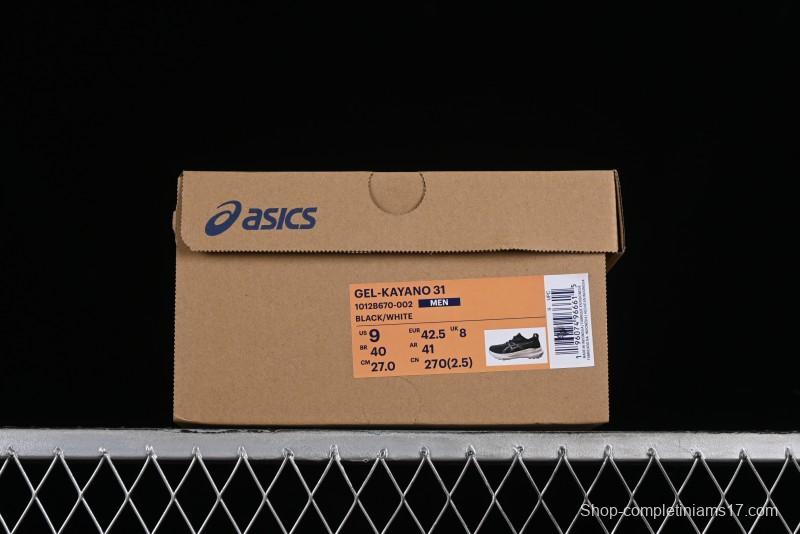 asics
GEL-KAYANO 31
1012B670-002 MEN
BLACK/WHITE
US 9 EUR 42.5 UK 8
BR 40 AR 41
CM 27.0 CN 270(2.5)
UPC
Shop-completiniams17.com